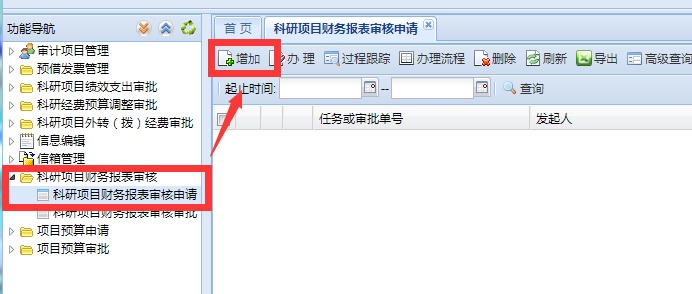 功能导航
审计项目管理
预借发票管理
科研项目绩效支出审批
科研经费预算调整审批
科研项目外转（拨）经费审批
信息编辑
信箱管理
科研项目财务报表审核
科研项目财务报表审核申请
科研项目财务报表审核审批
项目预算申请
项目预算审批
首 页 科研项目财务报表审核申请
增加 办 理 过程跟踪 办理流程 删除 刷新 导出 高级查询
起止时间: -- 查询
任务或审批单号 发起人